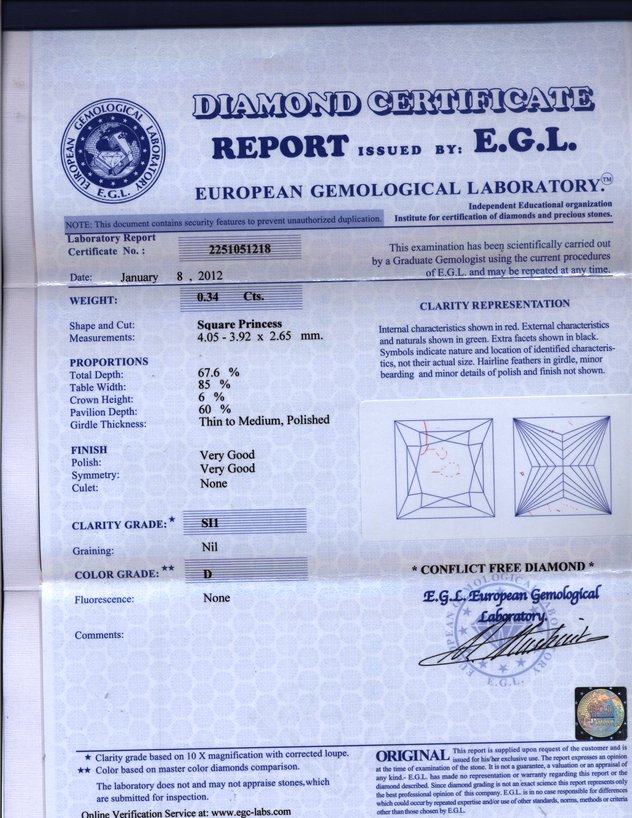 EUROPEAN GEMOLOGICAL LABORATORY
E.G.L.
DIAMOND CERTIFICATE
REPORT ISSUED BY: E.G.L.
EUROPEAN GEMOLOGICAL LABORATORY.™
Independent Educational organization
Institute for certification of diamonds and precious stones.
NOTE: This document contains security features to prevent unauthorized duplication.
Laboratory Report
Certificate No. : 2251051218
Date: January 8 , 2012
WEIGHT: 0.34 Cts.
Shape and Cut: Square Princess
Measurements: 4.05 - 3.92 x 2.65 mm.
PROPORTIONS
Total Depth: 67.6 %
Table Width: 85 %
Crown Height: 6 %
Pavilion Depth: 60 %
Girdle Thickness: Thin to Medium, Polished
FINISH
Polish: Very Good
Symmetry: Very Good
Culet: None
CLARITY GRADE: ★ SI1
Graining: Nil
COLOR GRADE: ★★ D
Fluorescence: None
Comments:
This examination has been scientifically carried out
by a Graduate Gemologist using the current procedures
of E.G.L. and may be repeated at any time.
CLARITY REPRESENTATION
Internal characteristics shown in red. External characteristics
and naturals shown in green. Extra facets shown in black.
Symbols indicate nature and location of identified characteris-
tics, not their actual size. Hairline feathers in girdle, minor
bearding and minor details of polish and finish not shown.
* CONFLICT FREE DIAMOND *
E.G.L. European Gemological
Laboratory.
E.G.L.
★ Clarity grade based on 10 X magnification with corrected loupe.
★★ Color based on master color diamonds comparison.
The laboratory does not and may not appraise stones, which
are submitted for inspection.
Online Verification Service at: www.egc-labs.com
ORIGINAL This report is supplied upon request of the customer and is
issued for his/her exclusive use. The report expresses an opinion
at the time of examination of the stone. It is not a guarantee, a valuation or an appraisal of
any kind.- E.G.L. has made no representation or warranty regarding this report or the
diamond described. Since diamond grading is not an exact science this report represents only
the best professional opinion of this company. E.G.L. is in no case responsible for differences
which could occur by repeated expertise and/or use of other standards, norms, methods or criteria
other than those chosen by E.G.L.